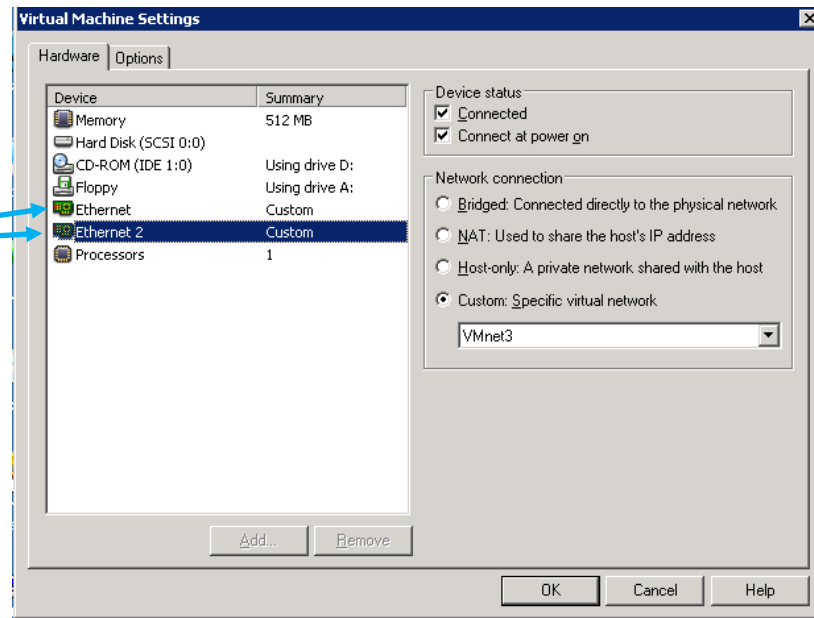 Virtual Machine Settings
Hardware Options
Device Summary
Memory 512 MB
Hard Disk (SCSI 0:0)
CD-ROM (IDE 1:0) Using drive D:
Floppy Using drive A:
Ethernet Custom
Ethernet 2 Custom
Processors 1
Add... Remove
Device status
Connected
Connect at power on
Network connection
Bridged: Connected directly to the physical network
NAT: Used to share the host's IP address
Host-only: A private network shared with the host
Custom: Specific virtual network
VMnet3
OK Cancel Help